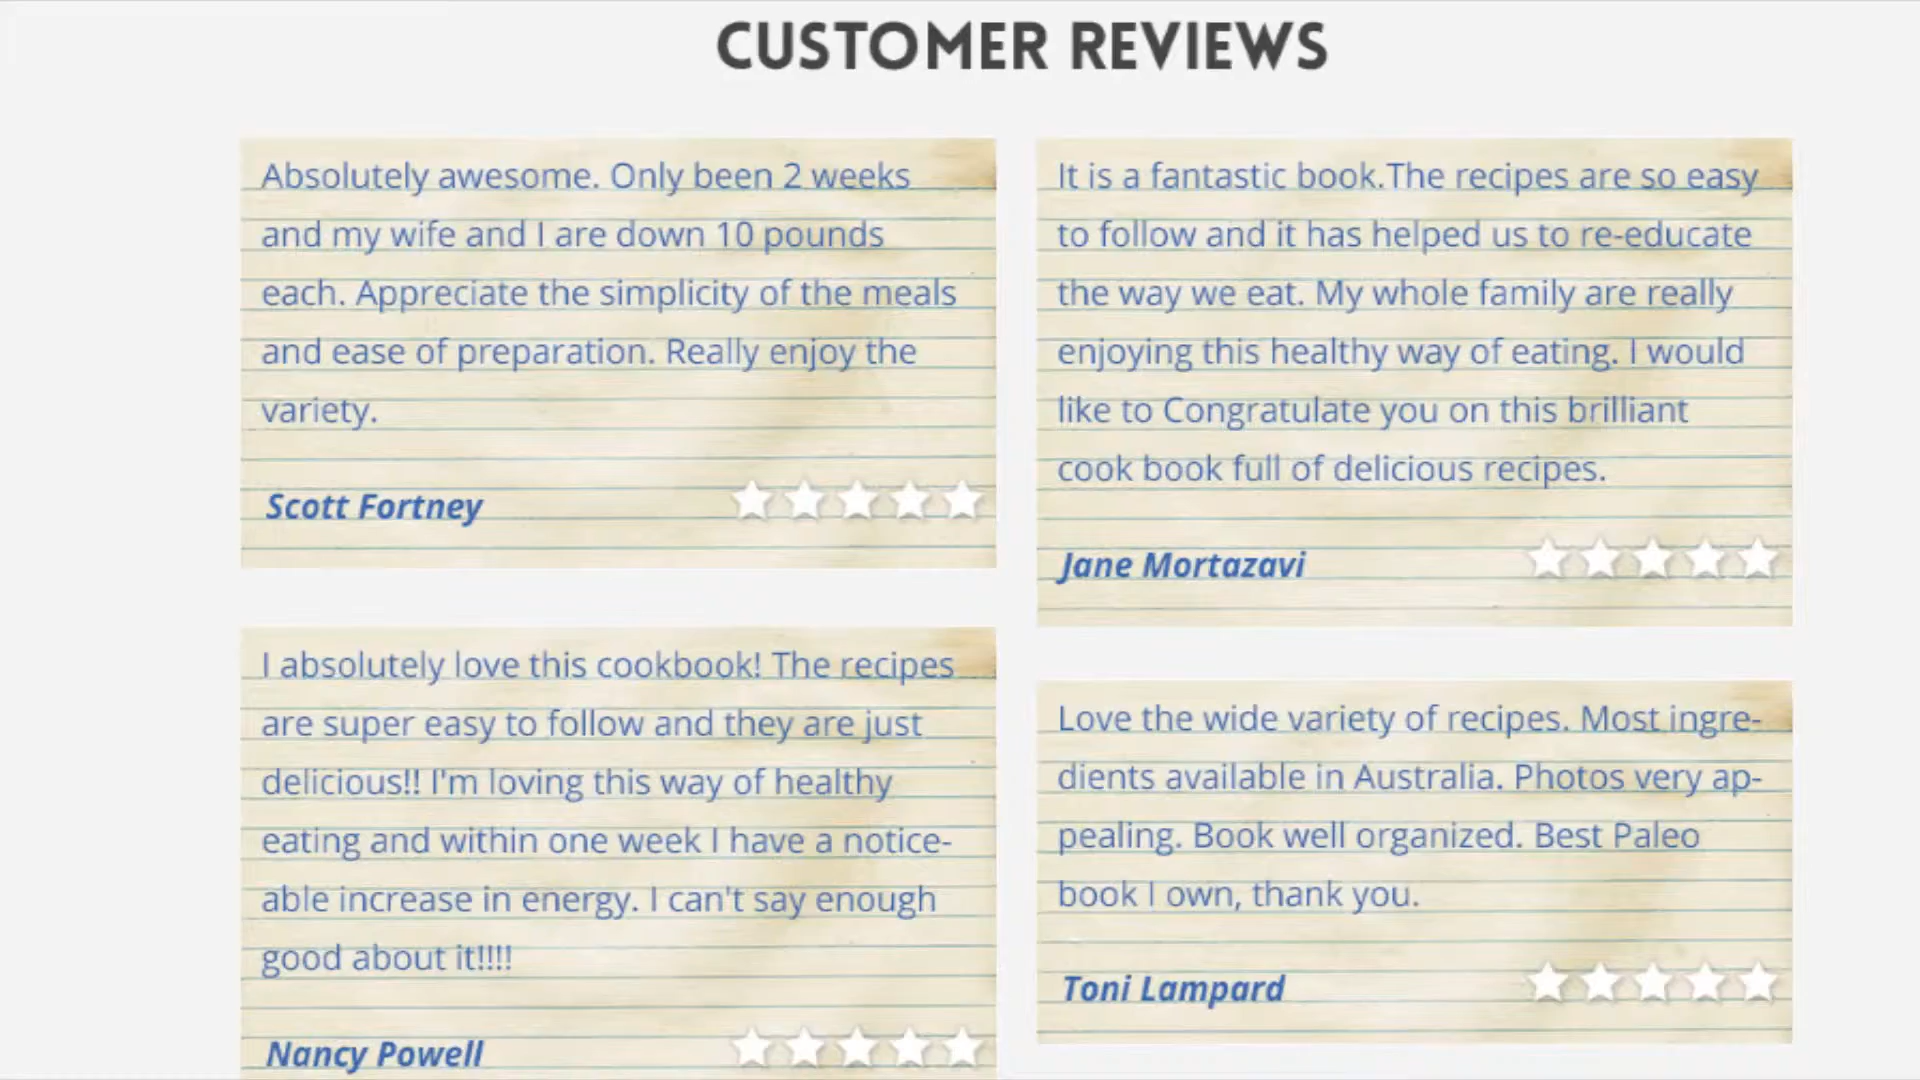 CUSTOMER REVIEWS
Absolutely awesome. Only been 2 weeks
and my wife and I are down 10 pounds
each. Appreciate the simplicity of the meals
and ease of preparation. Really enjoy the
variety.
Scott Fortney
It is a fantastic book.The recipes are so easy
to follow and it has helped us to re-educate
the way we eat. My whole family are really
enjoying this healthy way of eating. I would
like to Congratulate you on this brilliant
cook book full of delicious recipes.
Jane Mortazavi
I absolutely love this cookbook! The recipes
are super easy to follow and they are just
delicious!! I'm loving this way of healthy
eating and within one week I have a notice-
able increase in energy. I can't say enough
good about it!!!!
Nancy Powell
Love the wide variety of recipes. Most ingre-
dients available in Australia. Photos very ap-
pealing. Book well organized. Best Paleo
book I own, thank you.
Toni Lampard